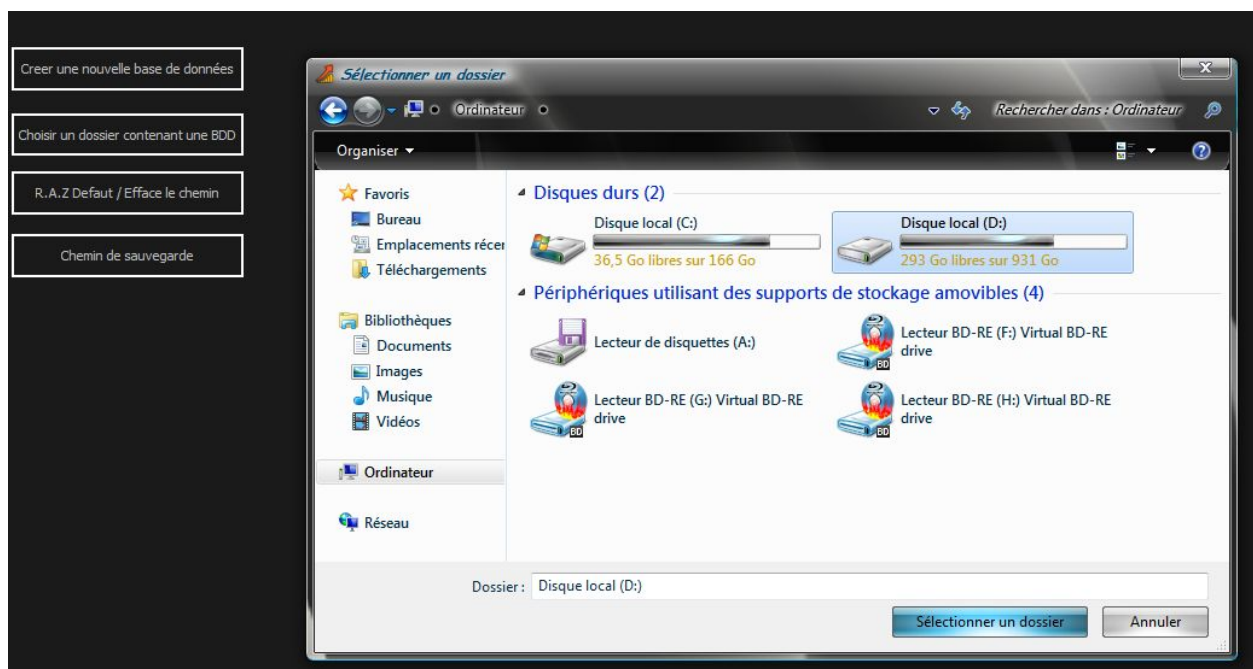 Creer une nouvelle base de données
Choisir un dossier contenant une BDD
R.A.Z Defaut / Efface le chemin
Chemin de sauvegarde
Sélectionner un dossier
x
Ordinateur
Rechercher dans : Ordinateur
Organiser
?
Favoris
Bureau
Emplacements récer
Téléchargements
Bibliothèques
Documents
Images
Musique
Vidéos
Ordinateur
Réseau
Disques durs (2)
Disque local (C:)
36,5 Go libres sur 166 Go
Disque local (D:)
293 Go libres sur 931 Go
Périphériques utilisant des supports de stockage amovibles (4)
Lecteur de disquettes (A:)
Lecteur BD-RE (F:) Virtual BD-RE
drive
BD
Lecteur BD-RE (G:) Virtual BD-RE
drive
BD
Lecteur BD-RE (H:) Virtual BD-RE
drive
BD
Dossier : Disque local (D:)
Sélectionner un dossier
Annuler